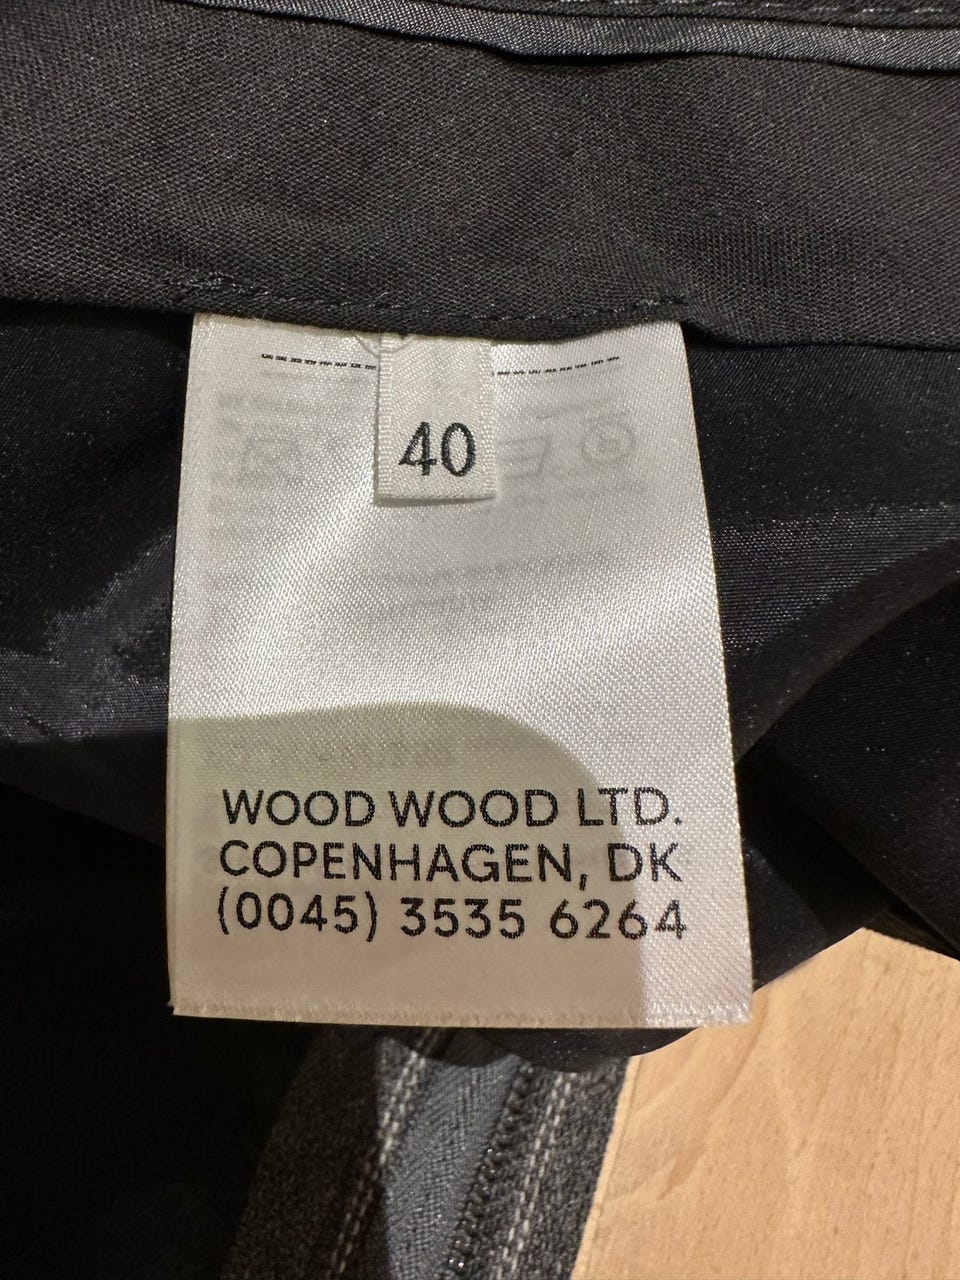 40
WOOD WOOD LTD.
COPENHAGEN, DK
(0045) 3535 6264